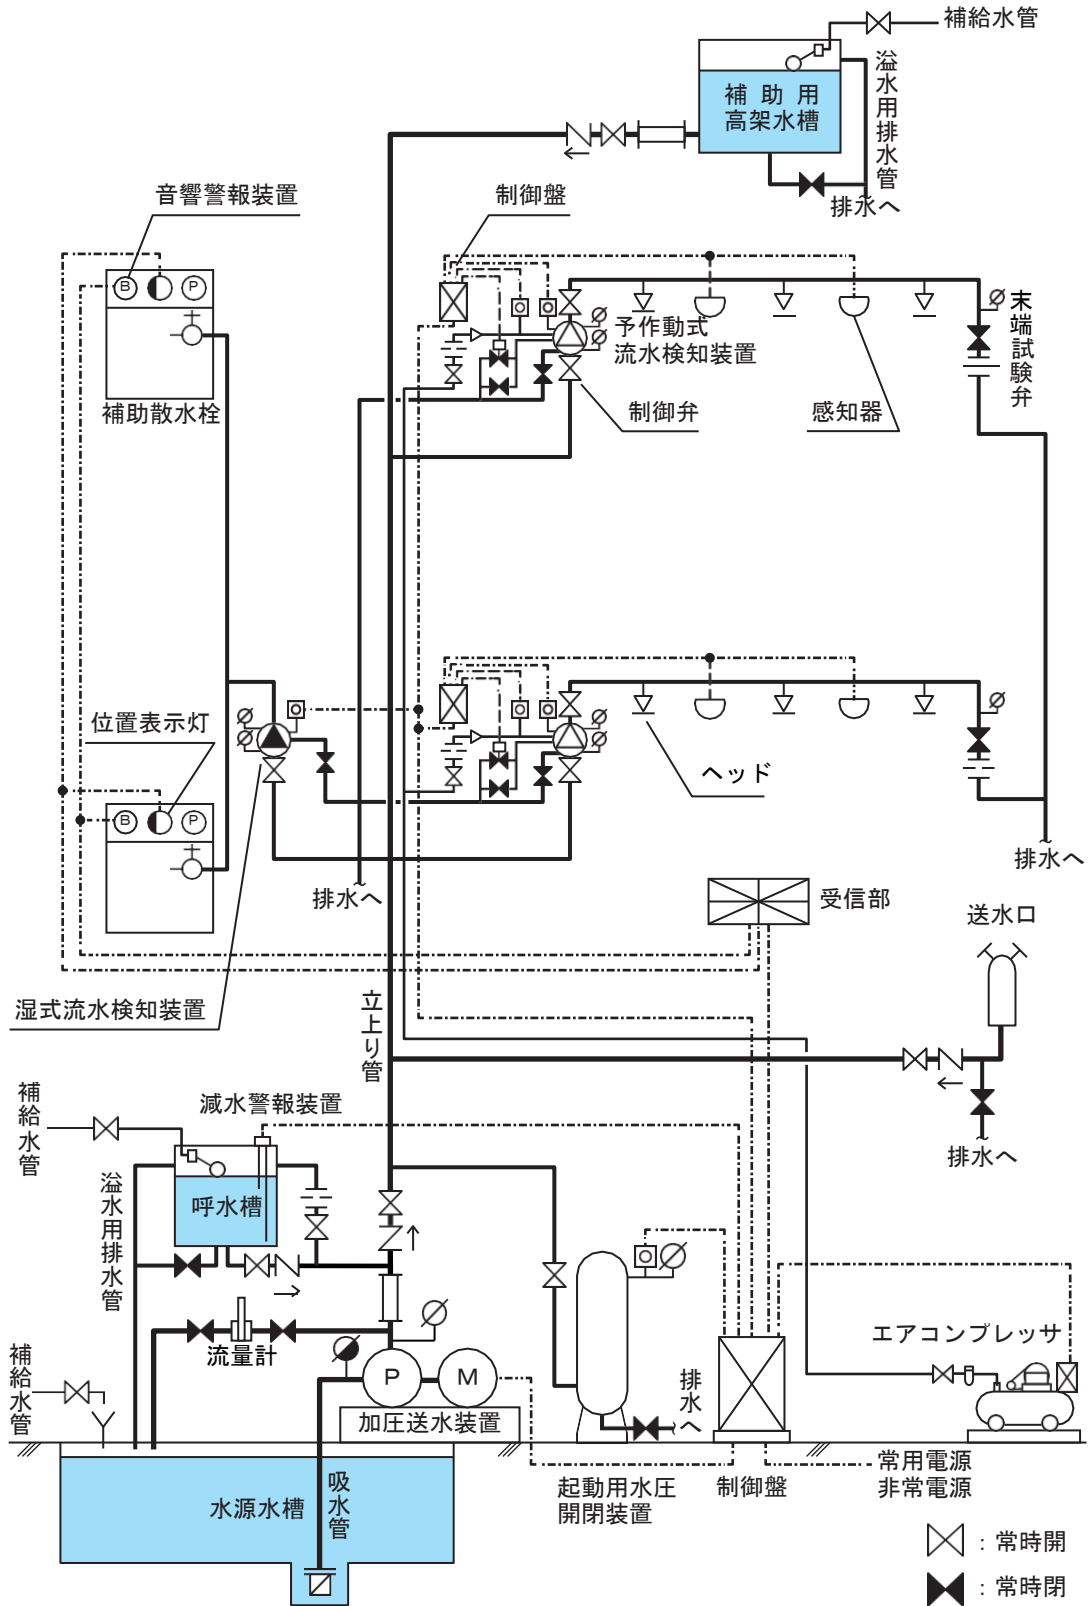 補給水管
補助用
高架水槽
溢水用排水管
排水へ
音響警報装置
制御盤
B
P
補助散水栓
予作動式
流水検知装置
制御弁
感知器
末端試験弁
位置表示灯
B
P
ヘッド
排水へ
排水へ
受信部
送水口
湿式流水検知装置
立上り管
補給水管
減水警報装置
呼水槽
溢水用排水管
排水へ
流量計
エアコンプレッサ
補給水管
P
M
加圧送水装置
排水へ
水源水槽
吸水管
起動用水圧
開閉装置
制御盤
常用電源
非常電源
：常時開
：常時閉